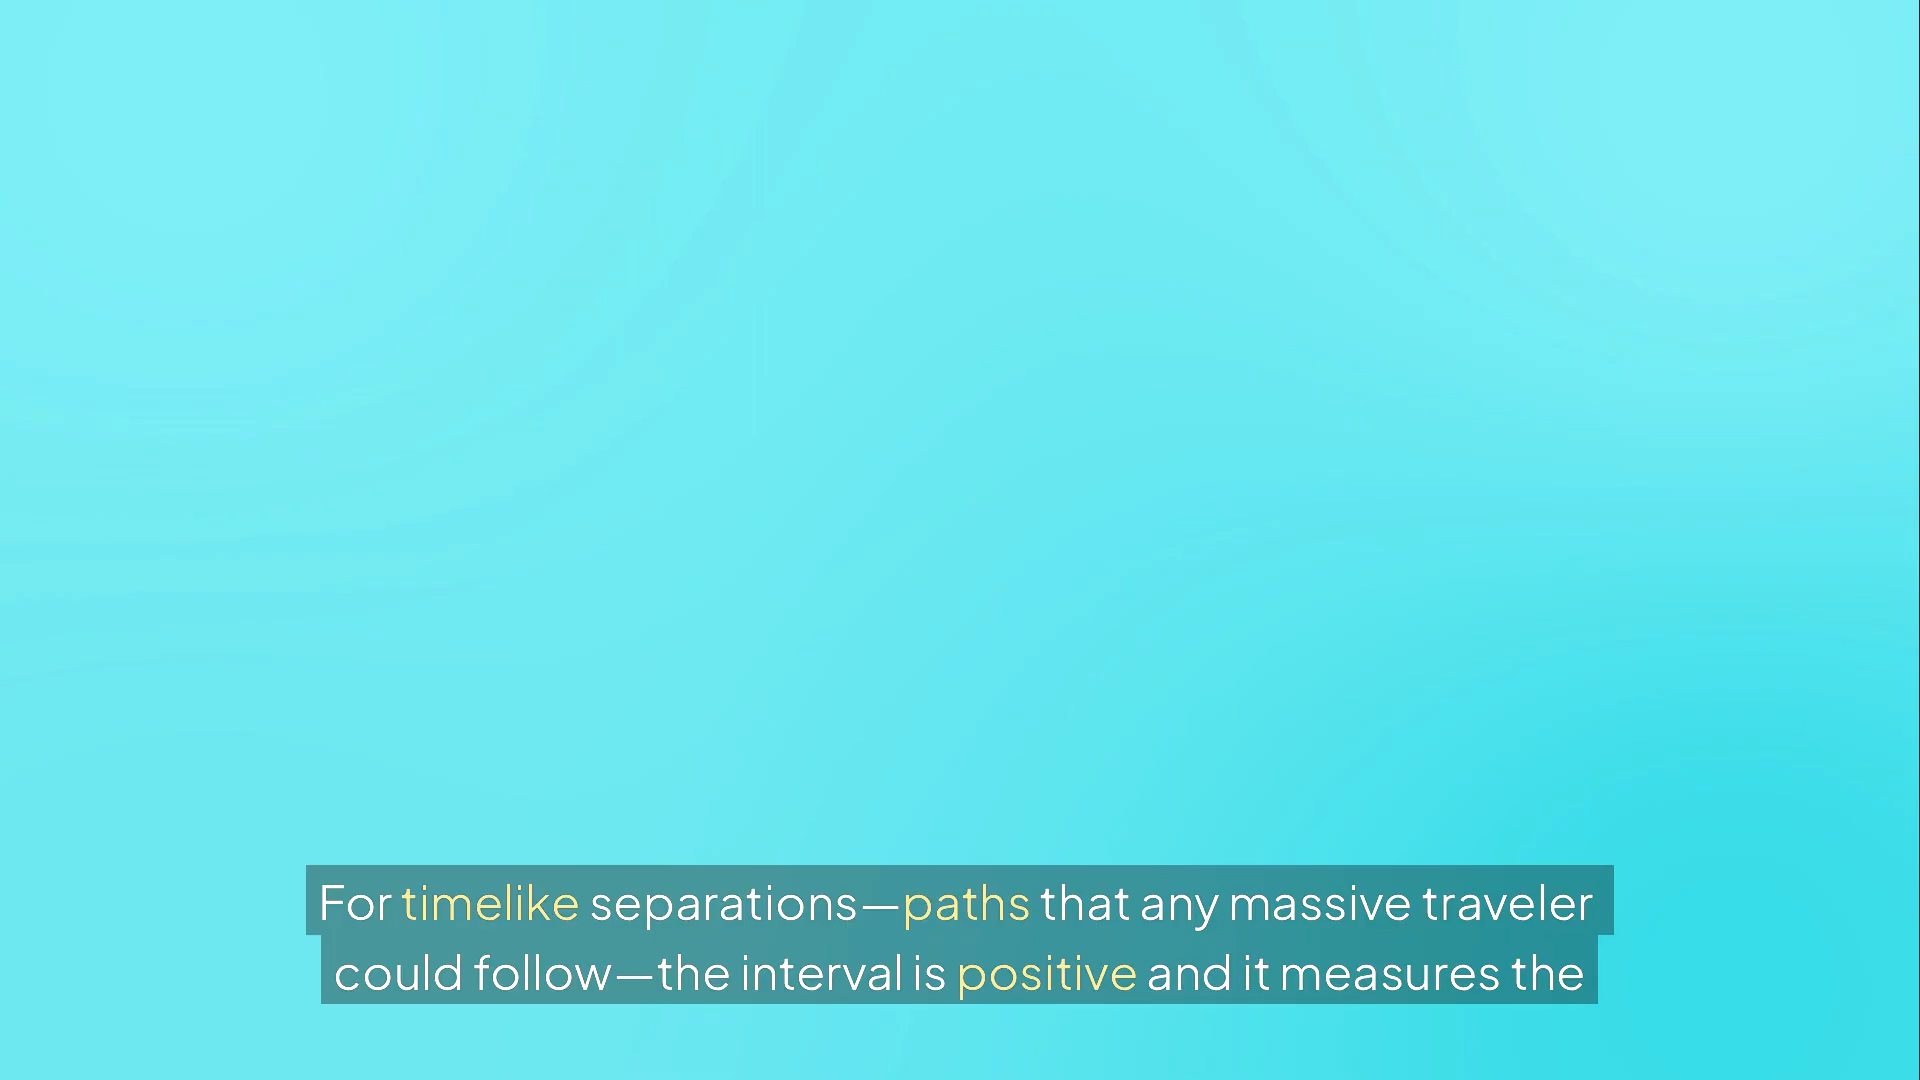 For timelike separations—paths that any massive traveler
could follow—the interval is positive and it measures the